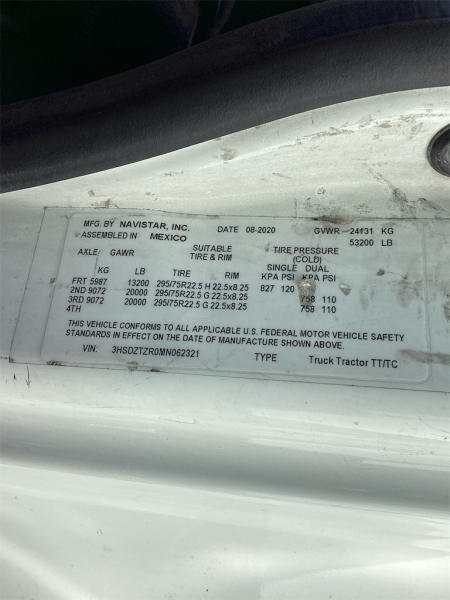 MFG. BY NAVISTAR, INC. DATE 08-2020 GVWR 24131 KG
ASSEMBLED IN MEXICO 53200 LB
AXLE/ GAWR SUITABLE TIRE & RIM TIRE PRESSURE (COLD)
SINGLE DUAL
KG LB TIRE RIM KPA PSI KPA PSI
FRT 5987 13200 295/75R22.5 H 22.5x8.25 827 120
2ND 9072 20000 295/75R22.5 G 22.5x8.25 758 110
3RD 9072 20000 295/75R22.5 G 22.5x8.25 758 110
4TH
THIS VEHICLE CONFORMS TO ALL APPLICABLE U.S. FEDERAL MOTOR VEHICLE SAFETY
STANDARDS IN EFFECT ON THE DATE OF MANUFACTURE SHOWN ABOVE.
VIN: 3HSDZTZR0MN062321 TYPE Truck Tractor TT/TC